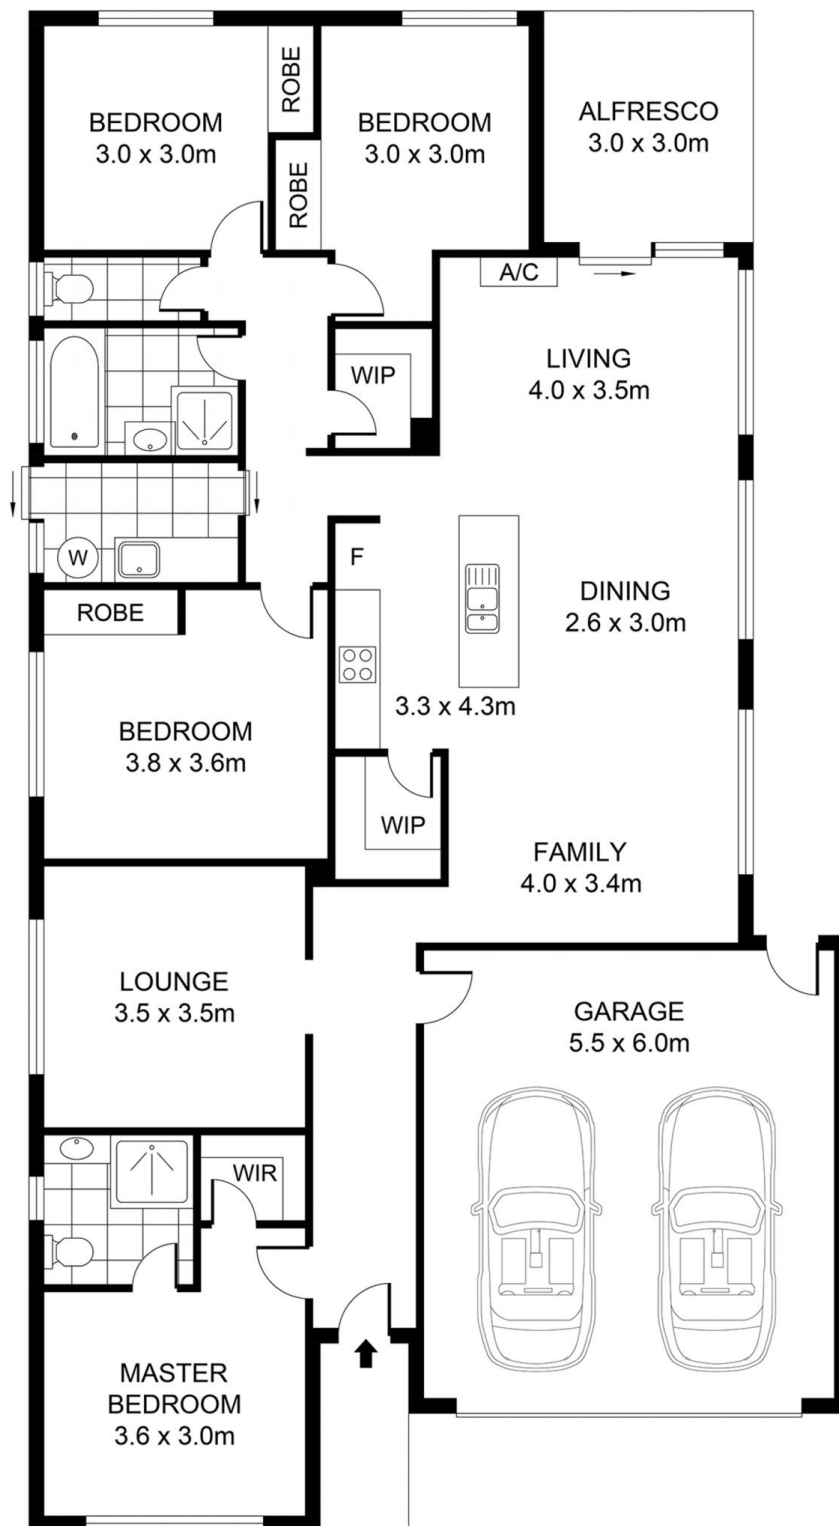 BEDROOM
3.0 x 3.0m
ROBE
ROBE
BEDROOM
3.0 x 3.0m
ALFRESCO
3.0 x 3.0m
A/C
LIVING
4.0 x 3.5m
WIP
W
F
DINING
2.6 x 3.0m
ROBE
BEDROOM
3.8 x 3.6m
3.3 x 4.3m
WIP
FAMILY
4.0 x 3.4m
LOUNGE
3.5 x 3.5m
GARAGE
5.5 x 6.0m
WIR
MASTER
BEDROOM
3.6 x 3.0m